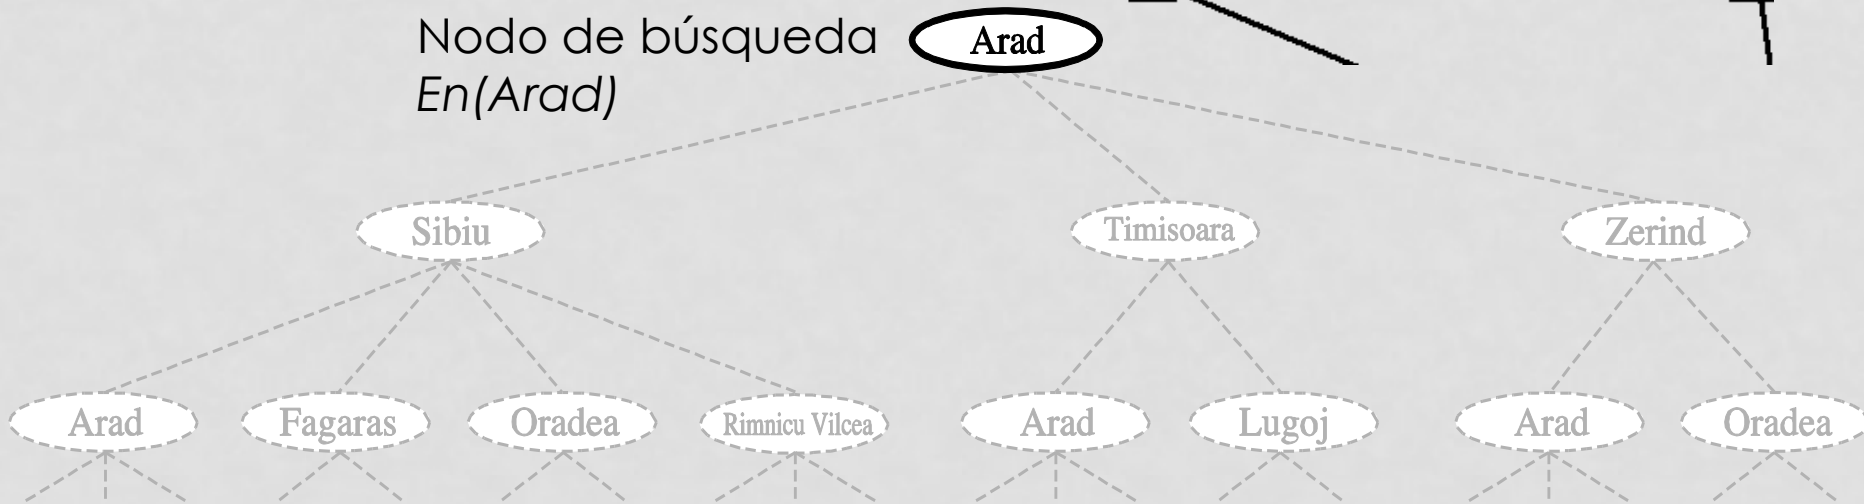 Nodo de búsqueda
En(Arad)
Arad
Sibiu
Timisoara
Zerind
Arad
Fagaras
Oradea
Rimnicu Vilcea
Arad
Lugoj
Arad
Oradea